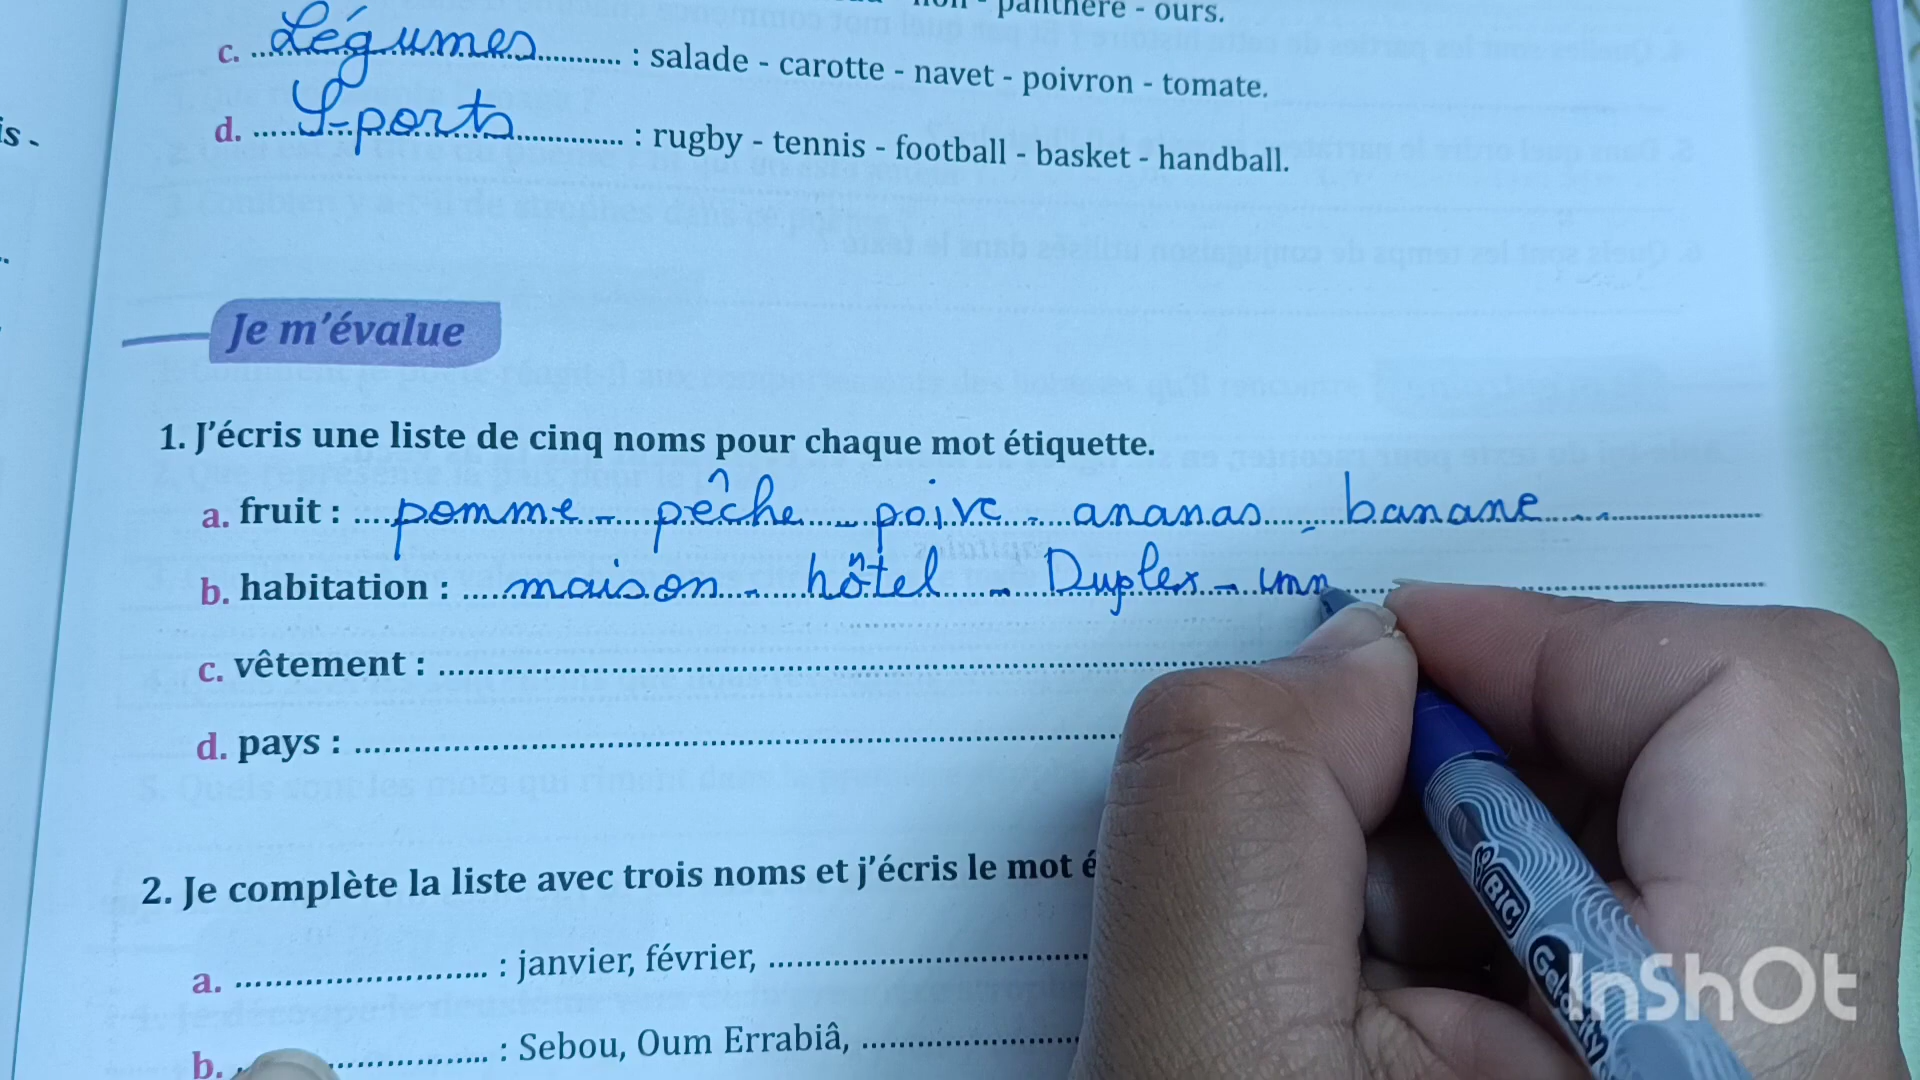 - panthère - ours.
c. Légumes : salade - carotte - navet - poivron - tomate.
is -
d. Sports : rugby - tennis - football - basket - handball.
Je m'évalue
1. J'écris une liste de cinq noms pour chaque mot étiquette.
a. fruit : pomme - pêche - poire - ananas - banane
b. habitation : maison - hôtel - Duplex - imm
c. vêtement :
d. pays :
2. Je complète la liste avec trois noms et j'écris le mot é
a. : janvier, février,
b. : Sebou, Oum Errabiâ,
BIC
Gelocity
InShOt